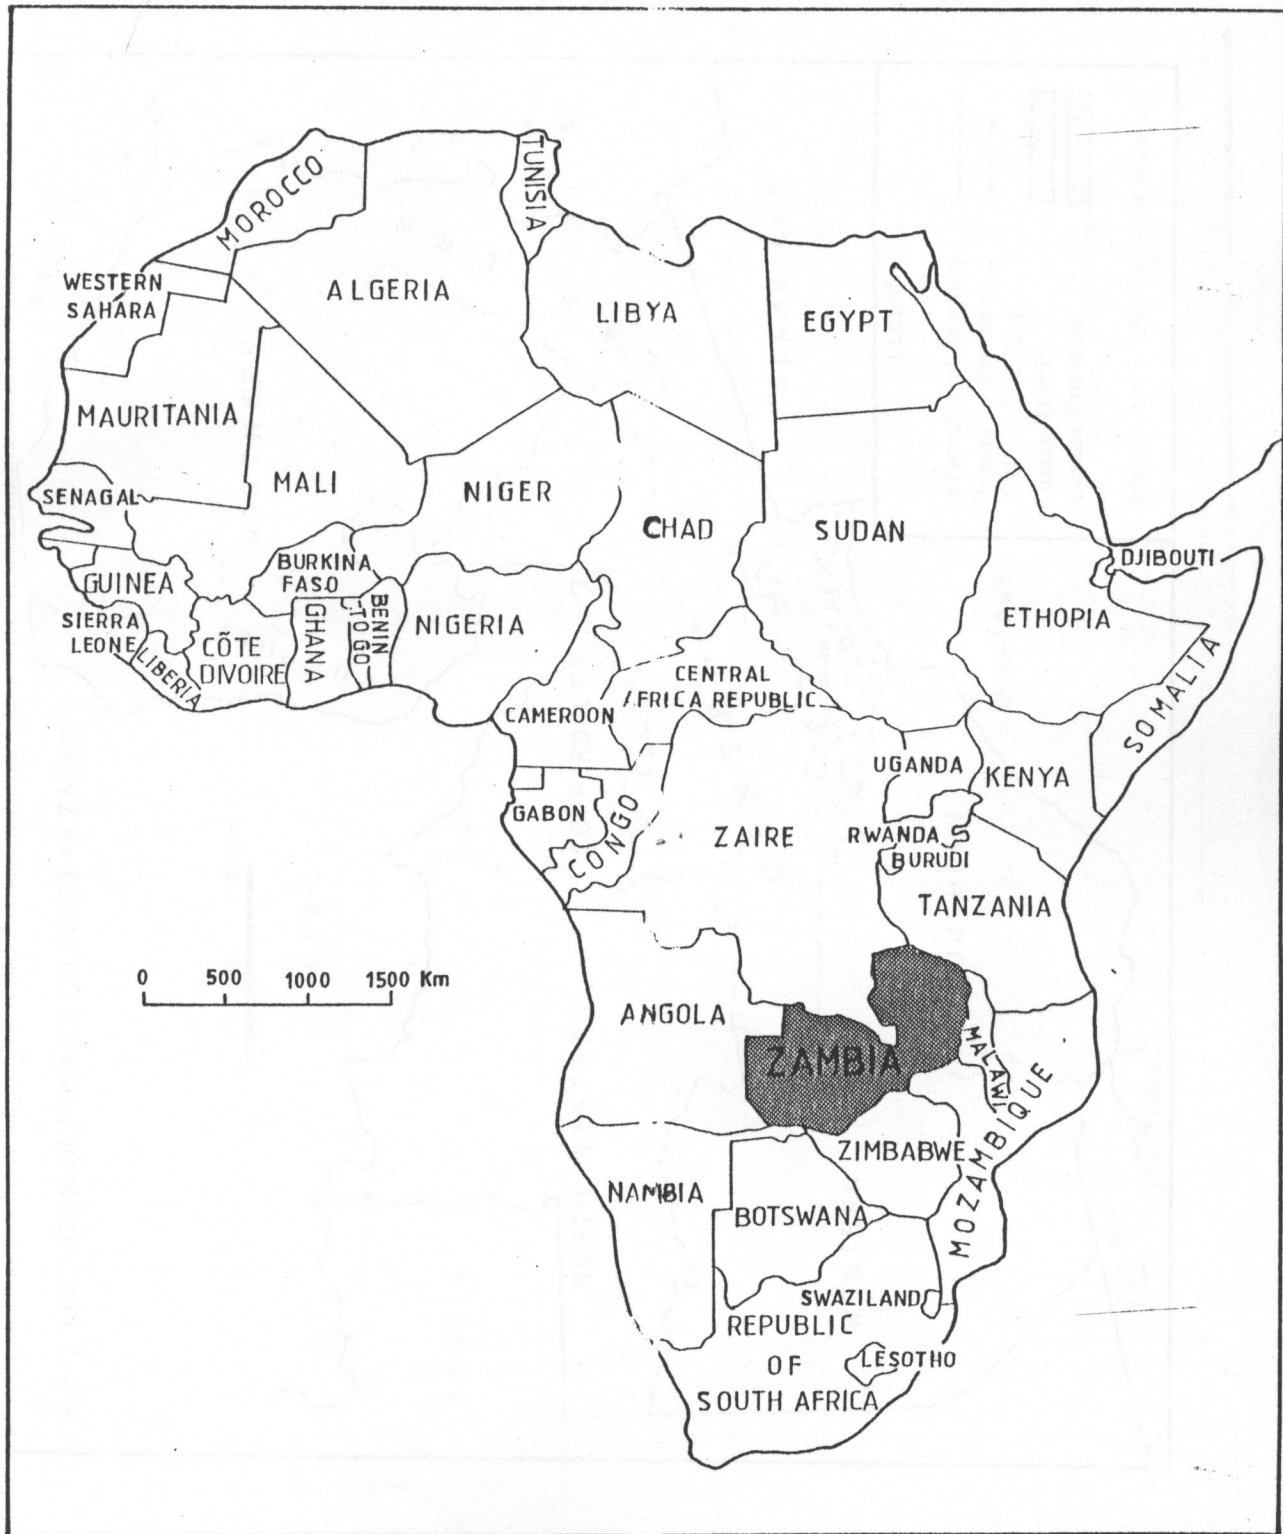 MOROCCO
TUNISIA
WESTERN
SAHARA
ALGERIA
LIBYA
EGYPT
MAURITANIA
MALI
NIGER
CHAD
SUDAN
SENAGAL
BURKINA
FASO
GUINEA
DJIBOUTI
ETHOPIA
SIERRA
LEONE
LIBERIA
CÕTE
DIVOIRE
GHANA
TOGO
BENIN
NIGERIA
CENTRAL
AFRICA REPUBLIC
CAMEROON
SOMALIA
UGANDA
KENYA
GABON
CONGO
ZAIRE
RWANDA
BURUDI
TANZANIA
0 500 1000 1500 Km
ANGOLA
ZAMBIA
MALAWI
MOZAMBIQUE
ZIMBABWE
NAMBIA
BOTSWANA
SWAZILAND
REPUBLIC
OF
SOUTH AFRICA
LESOTHO